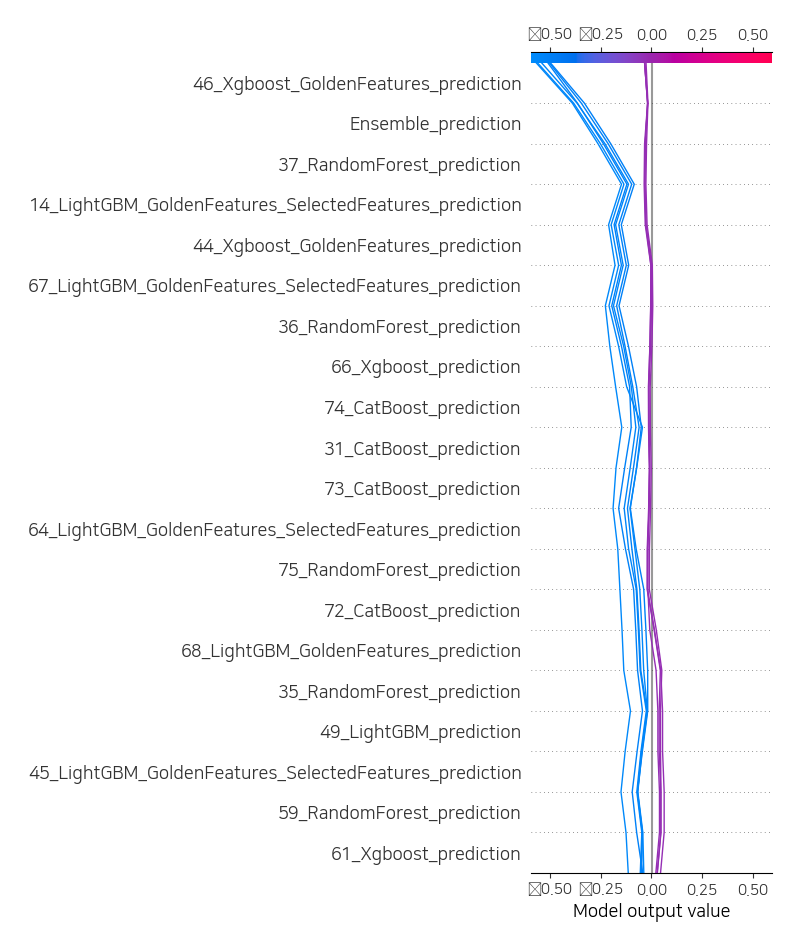 0.50 0.25 0.00 0.25 0.50
46_Xgboost_GoldenFeatures_prediction
Ensemble_prediction
37_RandomForest_prediction
14_LightGBM_GoldenFeatures_SelectedFeatures_prediction
44_Xgboost_GoldenFeatures_prediction
67_LightGBM_GoldenFeatures_SelectedFeatures_prediction
36_RandomForest_prediction
66_Xgboost_prediction
74_CatBoost_prediction
31_CatBoost_prediction
73_CatBoost_prediction
64_LightGBM_GoldenFeatures_SelectedFeatures_prediction
75_RandomForest_prediction
72_CatBoost_prediction
68_LightGBM_GoldenFeatures_prediction
35_RandomForest_prediction
49_LightGBM_prediction
45_LightGBM_GoldenFeatures_SelectedFeatures_prediction
59_RandomForest_prediction
61_Xgboost_prediction
0.50 0.25 0.00 0.25 0.50
Model output value